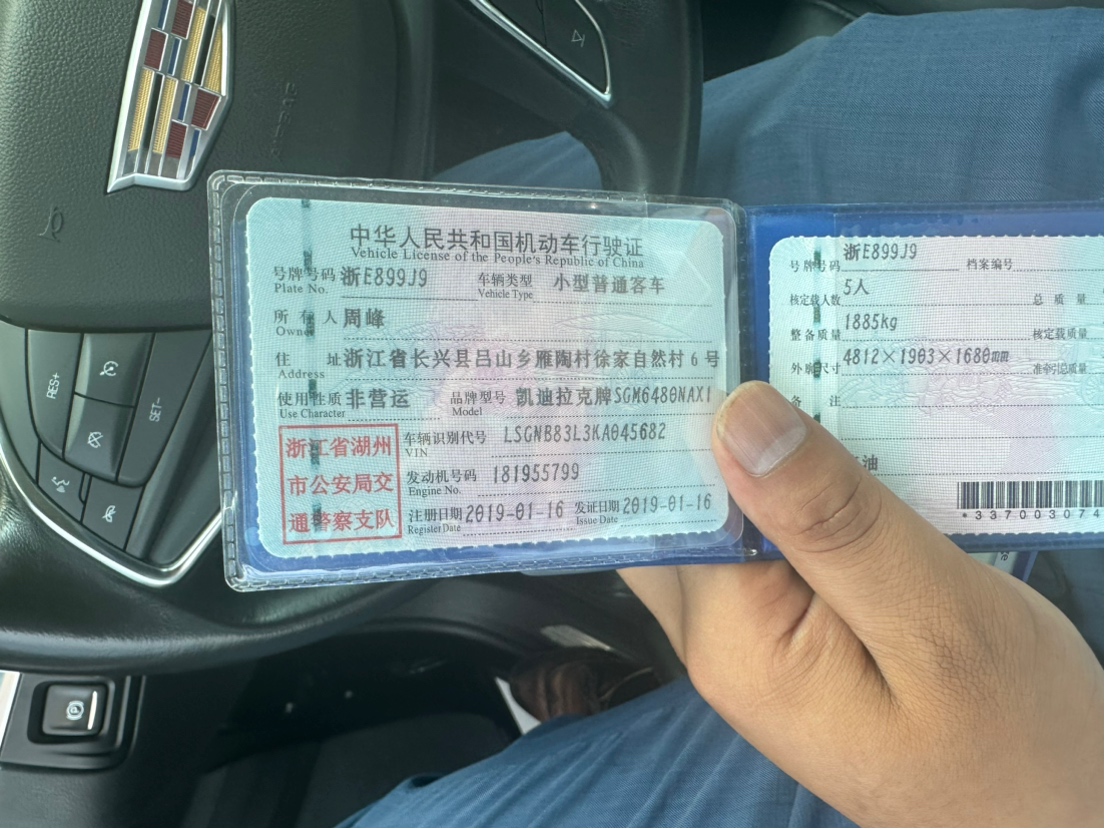 中华人民共和国机动车行驶证
Vehicle License of the People's Republic of China
号牌号码 浙E899J9 车辆类型 小型普通客车
Plate No. Vehicle Type
所有人 周峰
Owner
住址 浙江省长兴县吕山乡雁陶村徐家自然村6号
Address
使用性质 非营运 品牌型号 凯迪拉克牌SGM6480NAX1
Use Character Model
浙江省湖州
市公安局交
通警察支队
车辆识别代号 LSGNB83L3KA045682
VIN
发动机号码 181955799
Engine No.
注册日期 2019-01-16 发证日期 2019-01-16
Register Date Issue Date
号牌号码 浙E899J9 档案编号
核定载人数 5人 总质量
整备质量 1885kg 核定载质量
外廓尺寸 4812×1903×1680mm 准牵引总质量
备注
油
*337003074
RES+
SET-